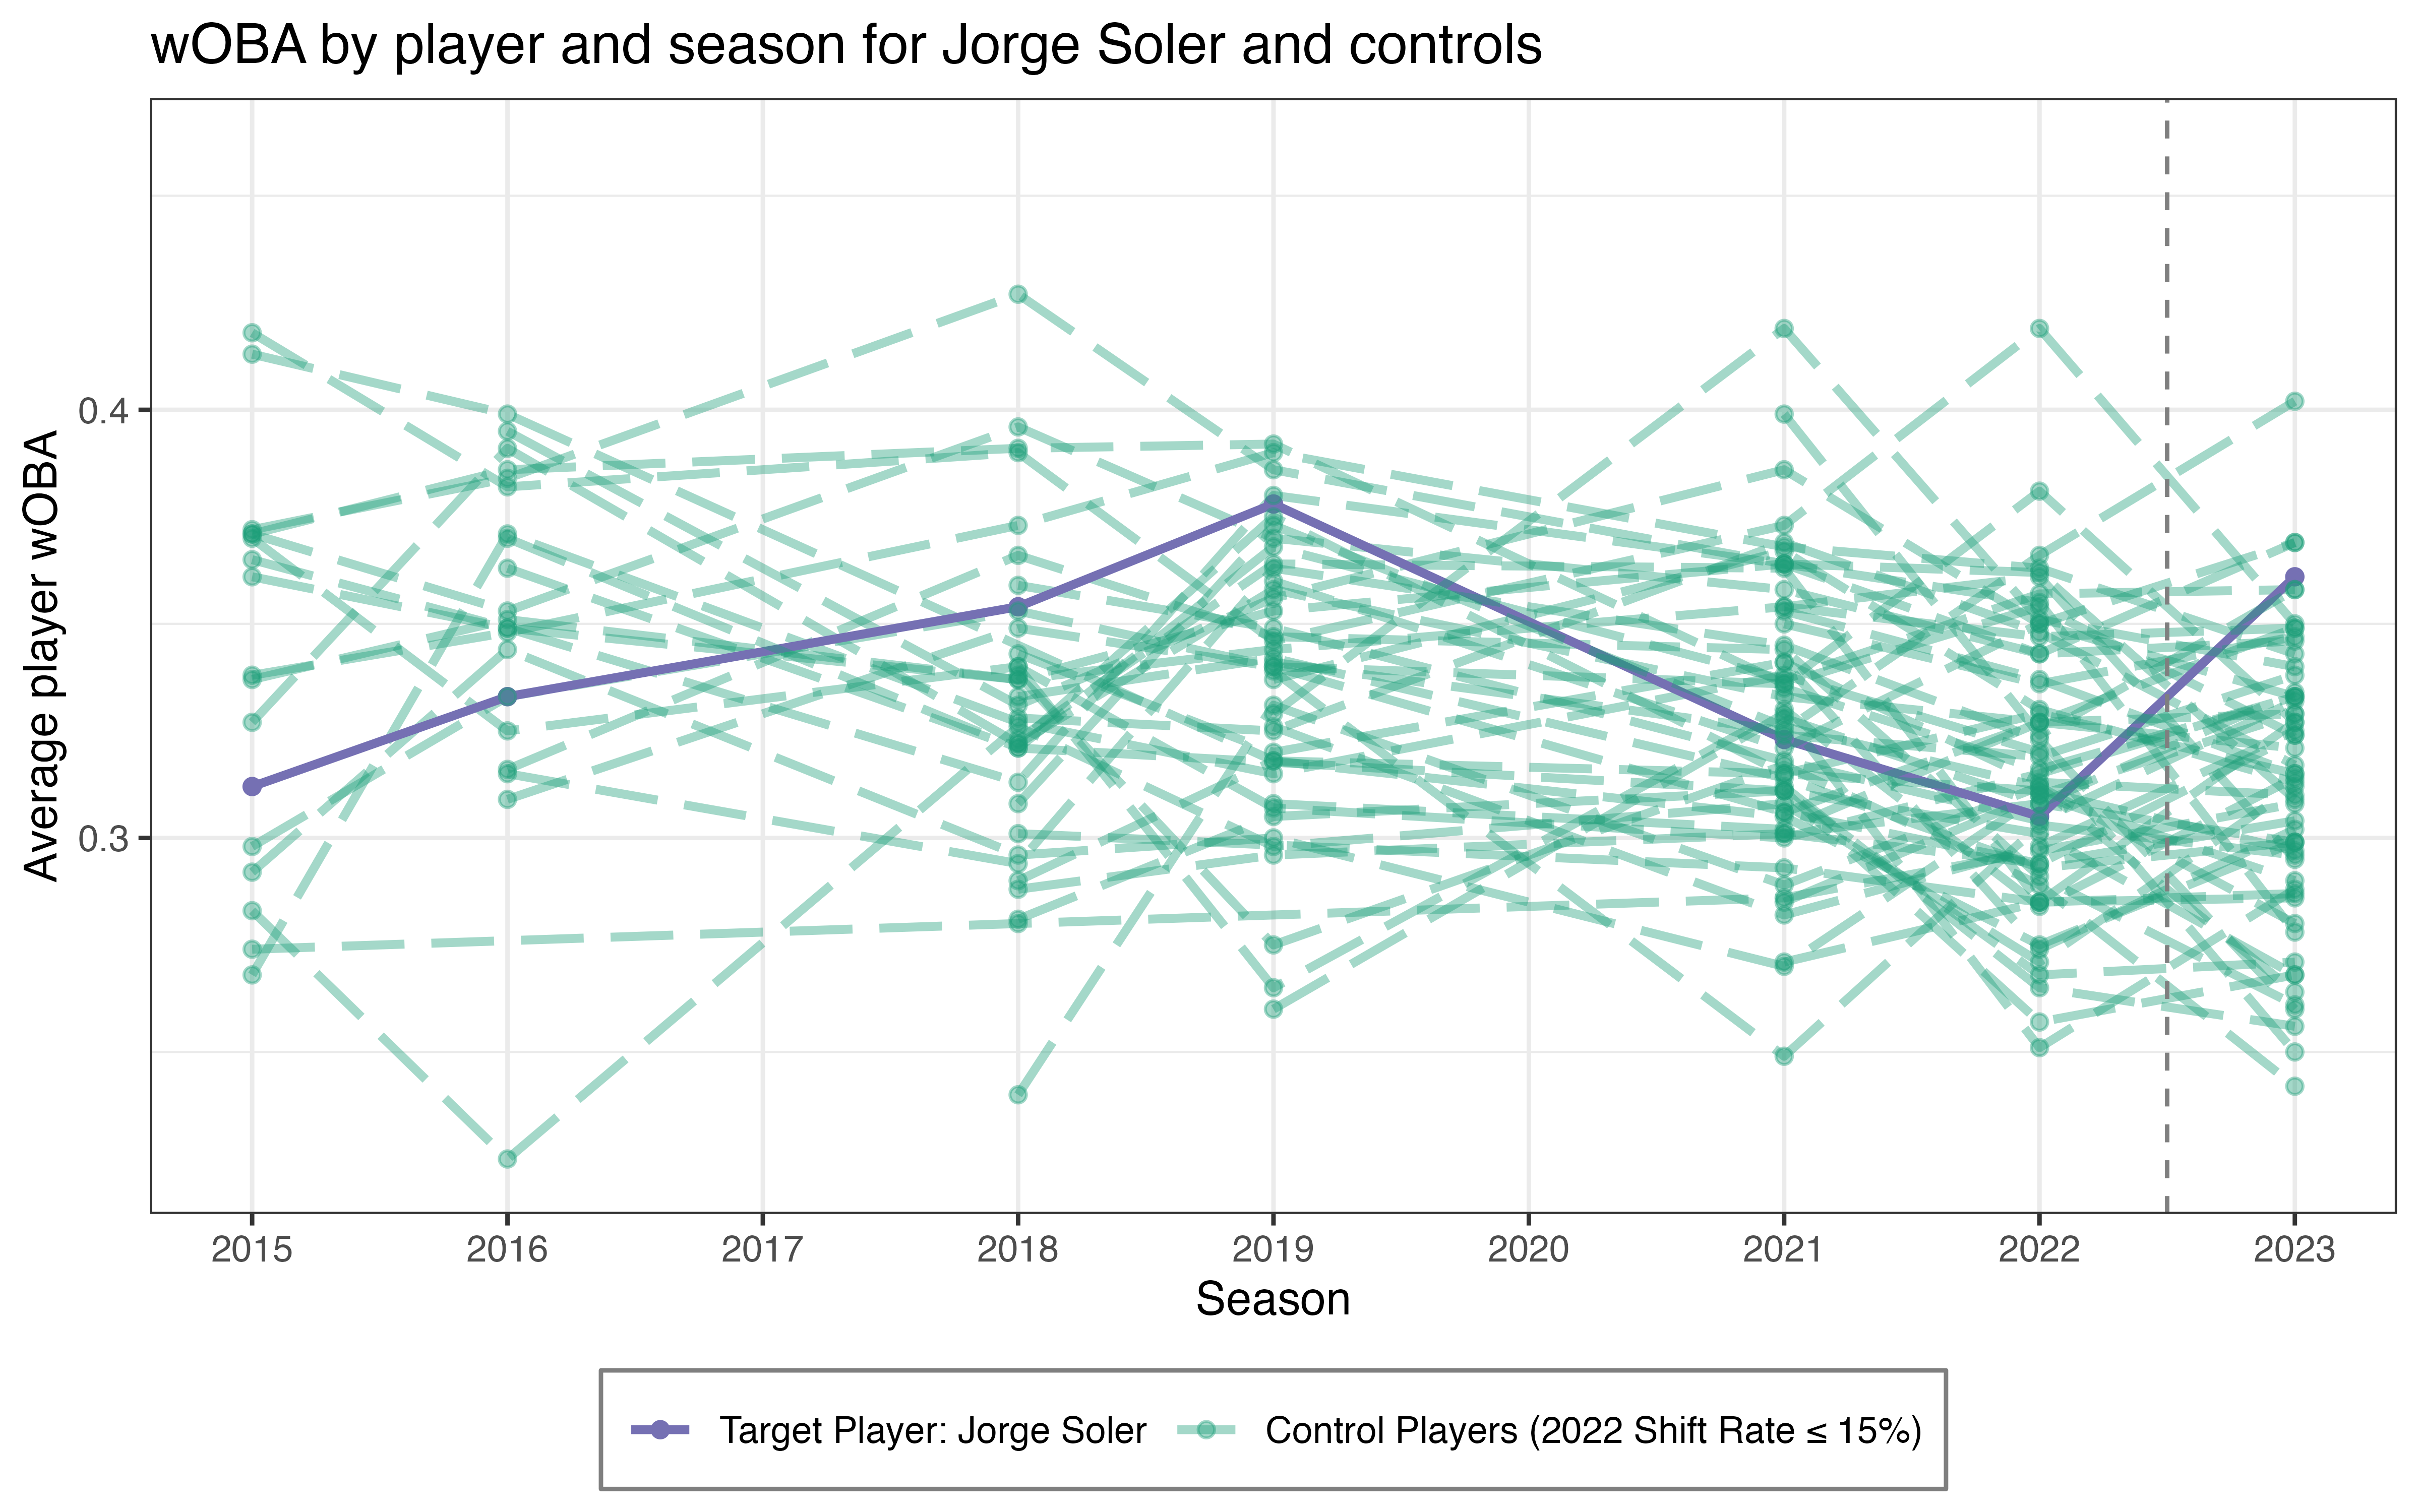 wOBA by player and season for Jorge Soler and controls
Average player wOBA
0.4
0.3
2015 2016 2017 2018 2019 2020 2021 2022 2023
Season
Target Player: Jorge Soler
Control Players (2022 Shift Rate ≤ 15%)